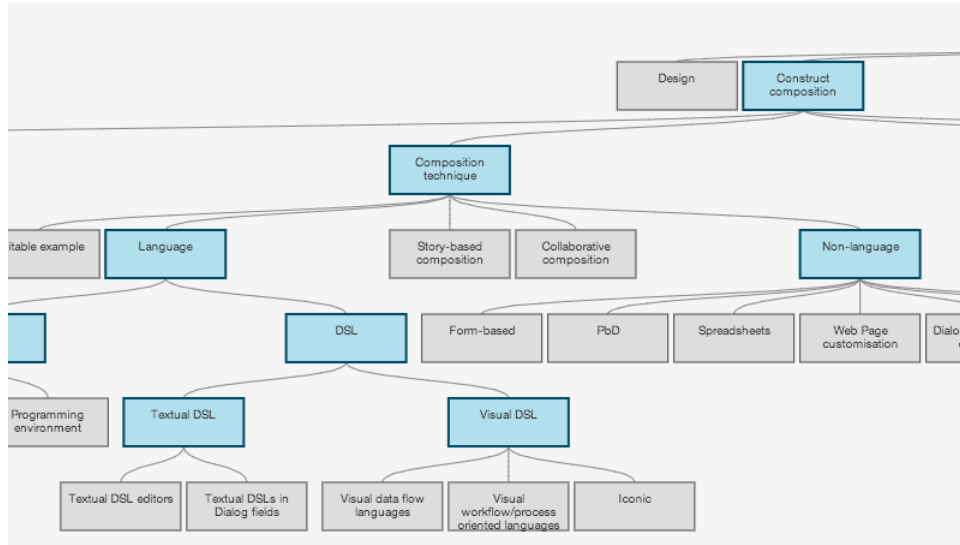 Design
Construct
composition
Composition
technique
itable example
Language
Story-based
composition
Collaborative
composition
Non-language
DSL
Form-based
PbD
Spreadsheets
Web Page
customisation
Dialo
Programming
environment
Textual DSL
Visual DSL
Textual DSL editors
Textual DSLs in
Dialog fields
Visual data flow
languages
Visual
workflow/process
oriented languages
Iconic